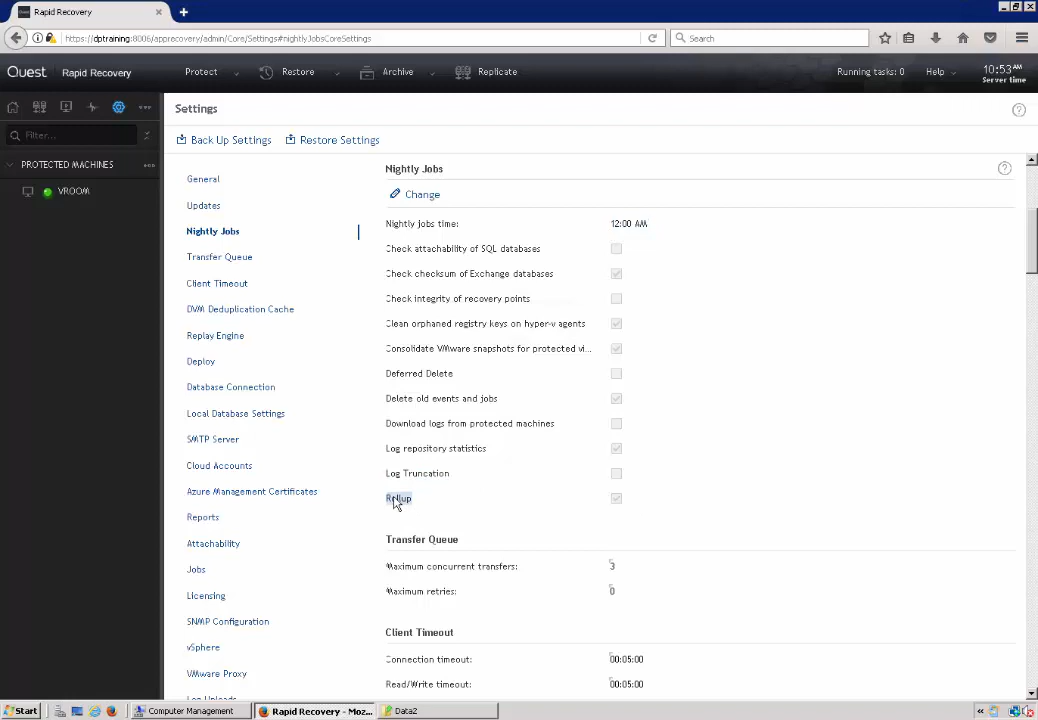 Rapid Recovery
https://dptraining:8006/apprecovery/admin/Core/Settings#nightlyJobsCoreSettings
Search
Quest Rapid Recovery
Protect
Restore
Archive
Replicate
Running tasks: 0
Help
10:53 AM
Server time
Filter...
PROTECTED MACHINES
VROOM
Settings
Back Up Settings
Restore Settings
General
Updates
Nightly Jobs
Transfer Queue
Client Timeout
DVM Deduplication Cache
Replay Engine
Deploy
Database Connection
Local Database Settings
SMTP Server
Cloud Accounts
Azure Management Certificates
Reports
Attachability
Jobs
Licensing
SNMP Configuration
vSphere
VMware Proxy
Log Uploads
Nightly Jobs
Change
Nightly jobs time: 12:00 AM
Check attachability of SQL databases
Check checksum of Exchange databases
Check integrity of recovery points
Clean orphaned registry keys on hyper-v agents
Consolidate VMware snapshots for protected vi...
Deferred Delete
Delete old events and jobs
Download logs from protected machines
Log repository statistics
Log Truncation
Rollup
Transfer Queue
Maximum concurrent transfers: 3
Maximum retries: 0
Client Timeout
Connection timeout: 00:05:00
Read/Write timeout: 00:05:00
Start
Computer Management
Rapid Recovery - Moz...
Data2